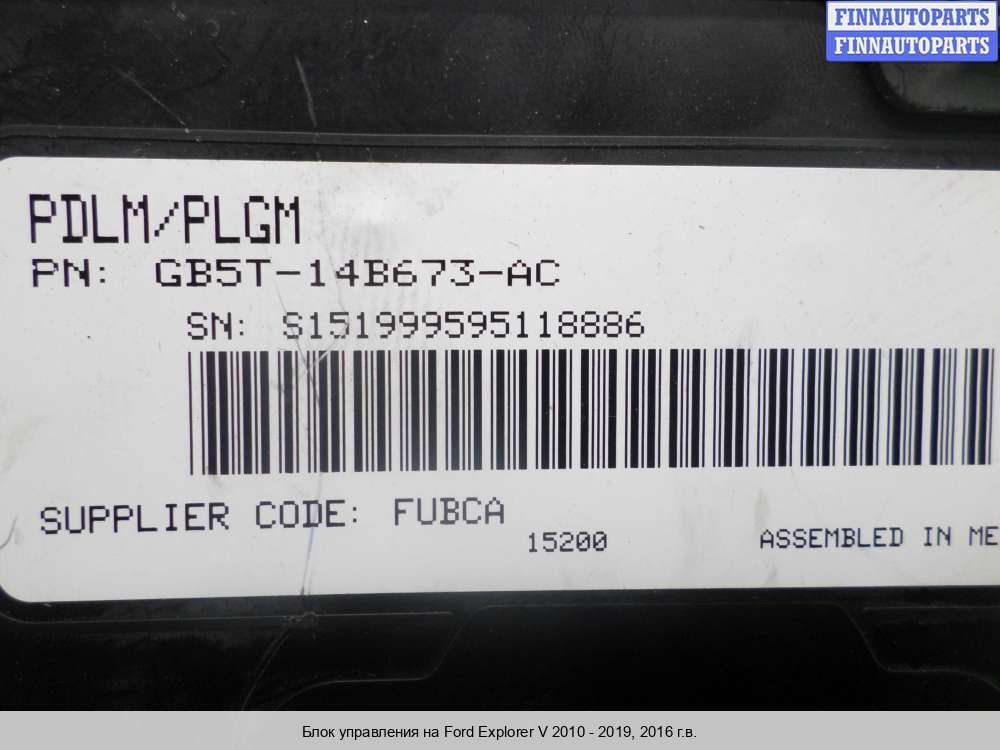 FINNAUTOPARTS
FINNAUTOPARTS
PDLM/PLGM
PN: GB5T-14B673-AC
SN: S151999595118886
SUPPLIER CODE: FUBCA
15200
ASSEMBLED IN ME
Блок управления на Ford Explorer V 2010 - 2019, 2016 г.в.